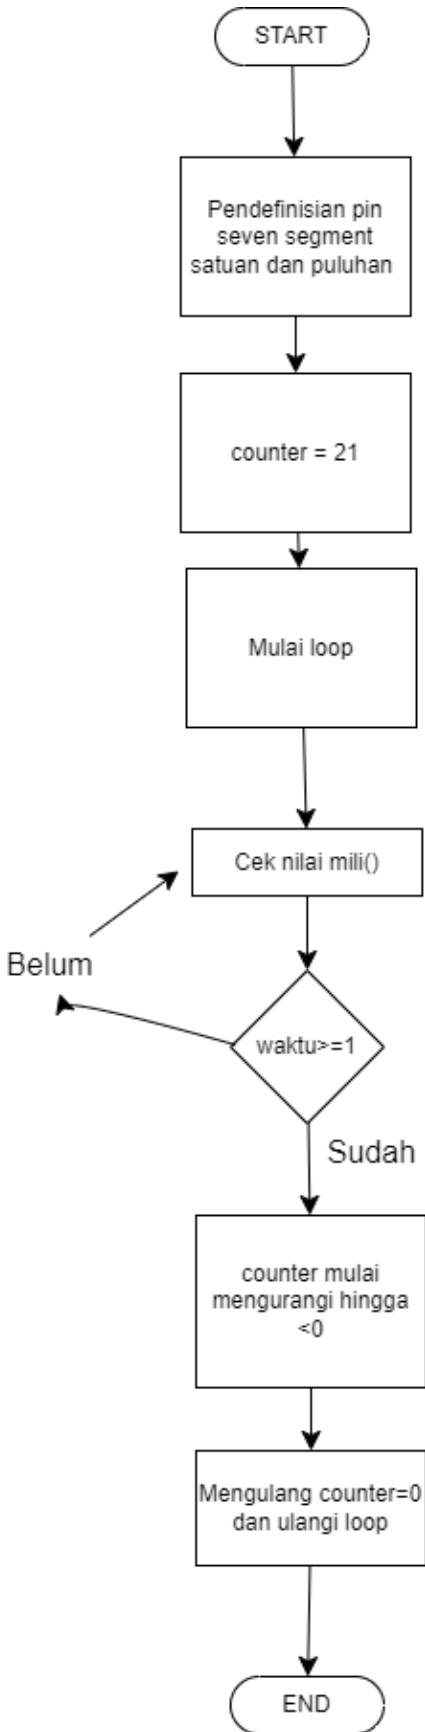 START
Pendefinisian pin
seven segment
satuan dan puluhan
counter = 21
Mulai loop
Cek nilai mili()
Belum
waktu>=1
Sudah
counter mulai
mengurangi hingga
<0
Mengulang counter=0
dan ulangi loop
END